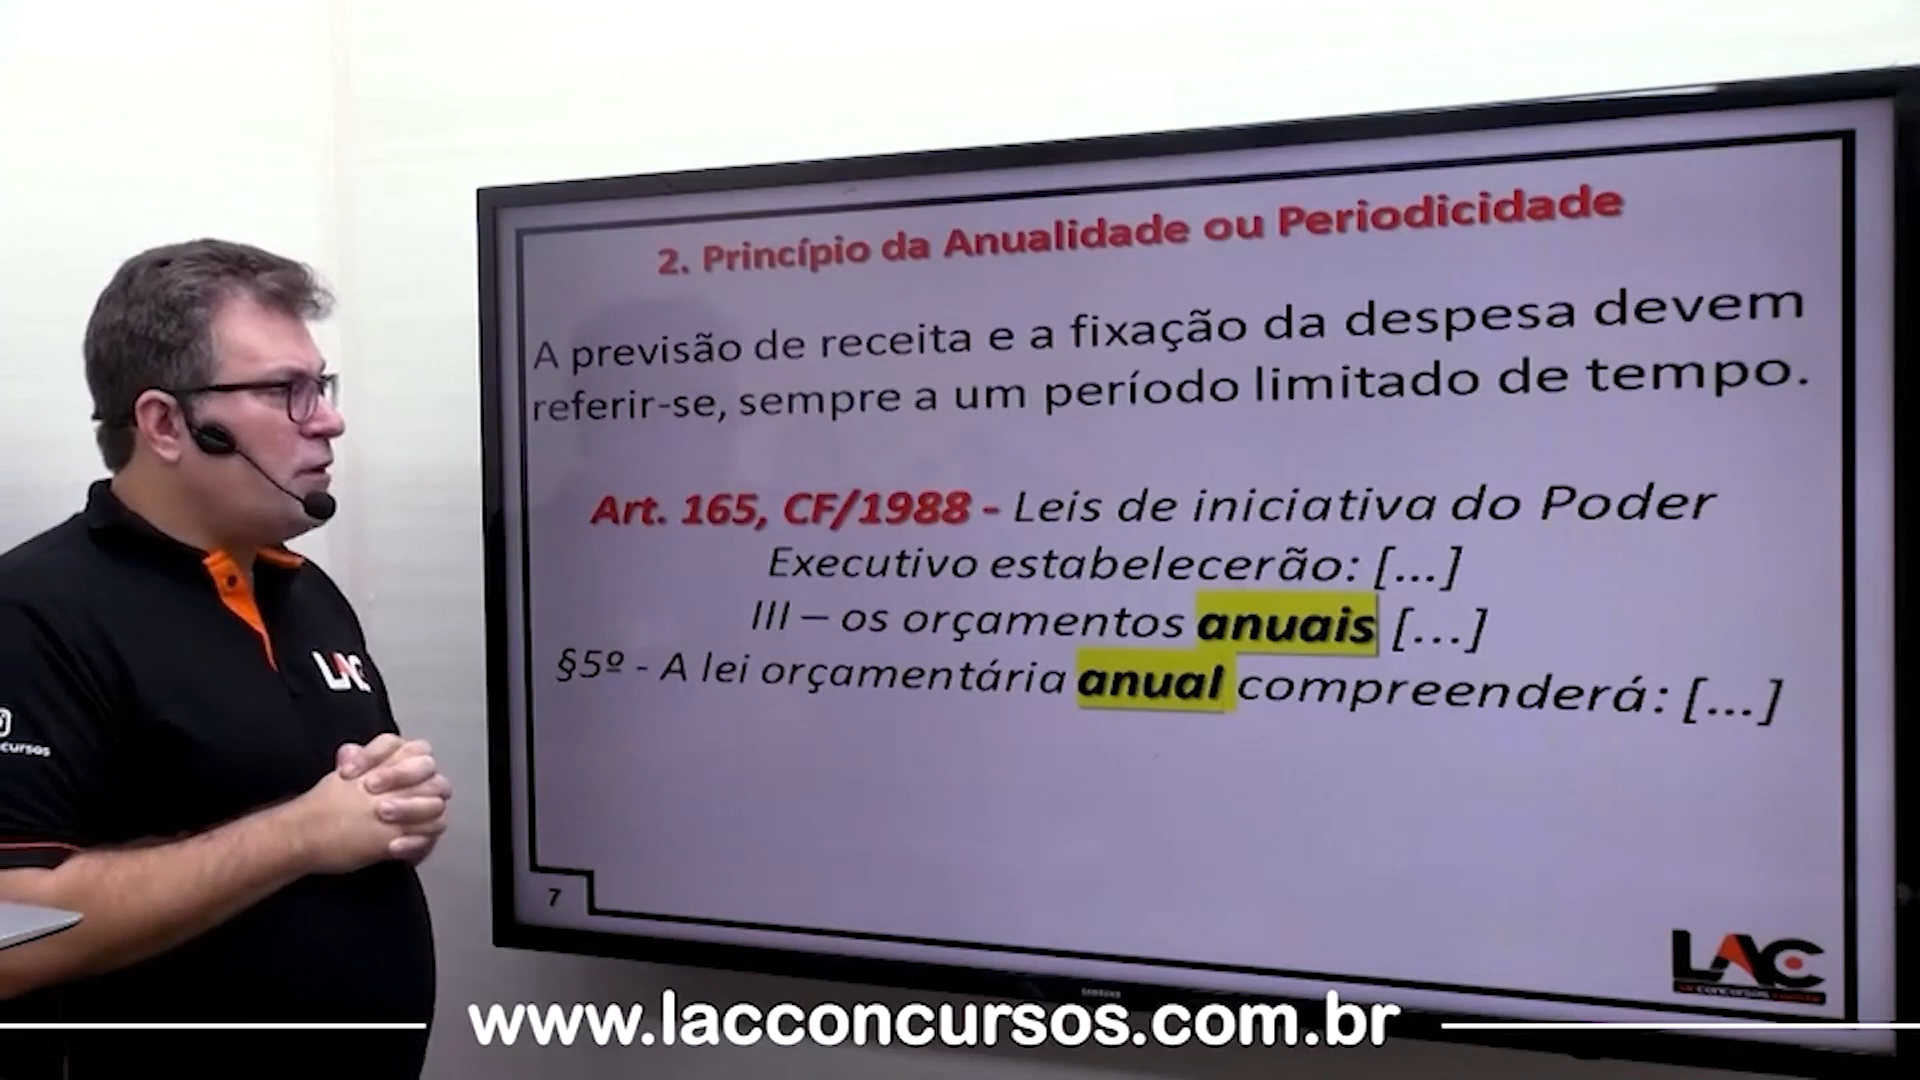 2. Princípio da Anualidade ou Periodicidade
A previsão de receita e a fixação da despesa devem
referir-se, sempre a um período limitado de tempo.
Art. 165, CF/1988 - Leis de iniciativa do Poder
Executivo estabelecerão: [...]
III – os orçamentos anuais [...]
§5º - A lei orçamentária anual compreenderá: [...]
7
LAC
LAC
cursos
SAMSUNG
www.lacconcursos.com.br